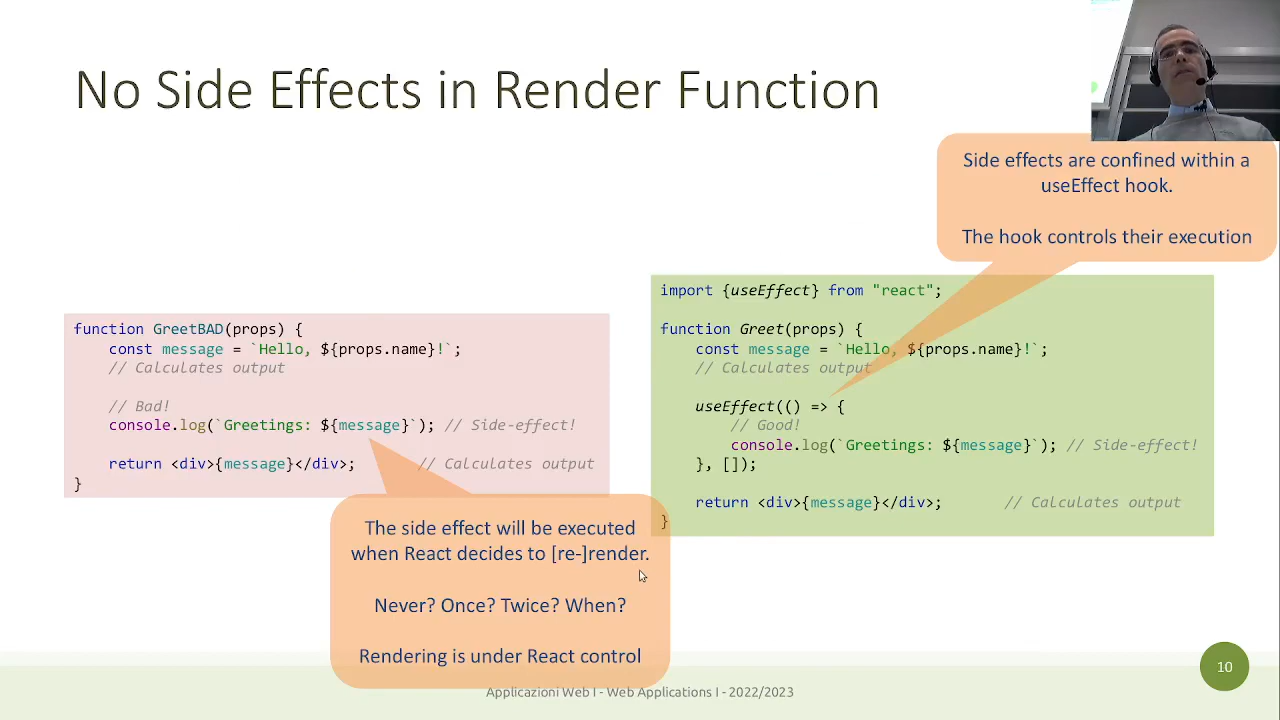 No Side Effects in Render Function
Side effects are confined within a
useEffect hook.
The hook controls their execution
function GreetBAD(props) {
const message = `Hello, ${props.name}!`;
// Calculates output
// Bad!
console.log(`Greetings: ${message}`); // Side-effect!
return <div>{message}</div>; // Calculates output
}
The side effect will be executed
when React decides to [re-]render.
Never? Once? Twice? When?
Rendering is under React control
import {useEffect} from "react";
function Greet(props) {
const message = `Hello, ${props.name}!`;
// Calculates output
useEffect(() => {
// Good!
console.log(`Greetings: ${message}`); // Side-effect!
}, []);
return <div>{message}</div>; // Calculates output
}
Applicazioni Web I - Web Applications I - 2022/2023
10